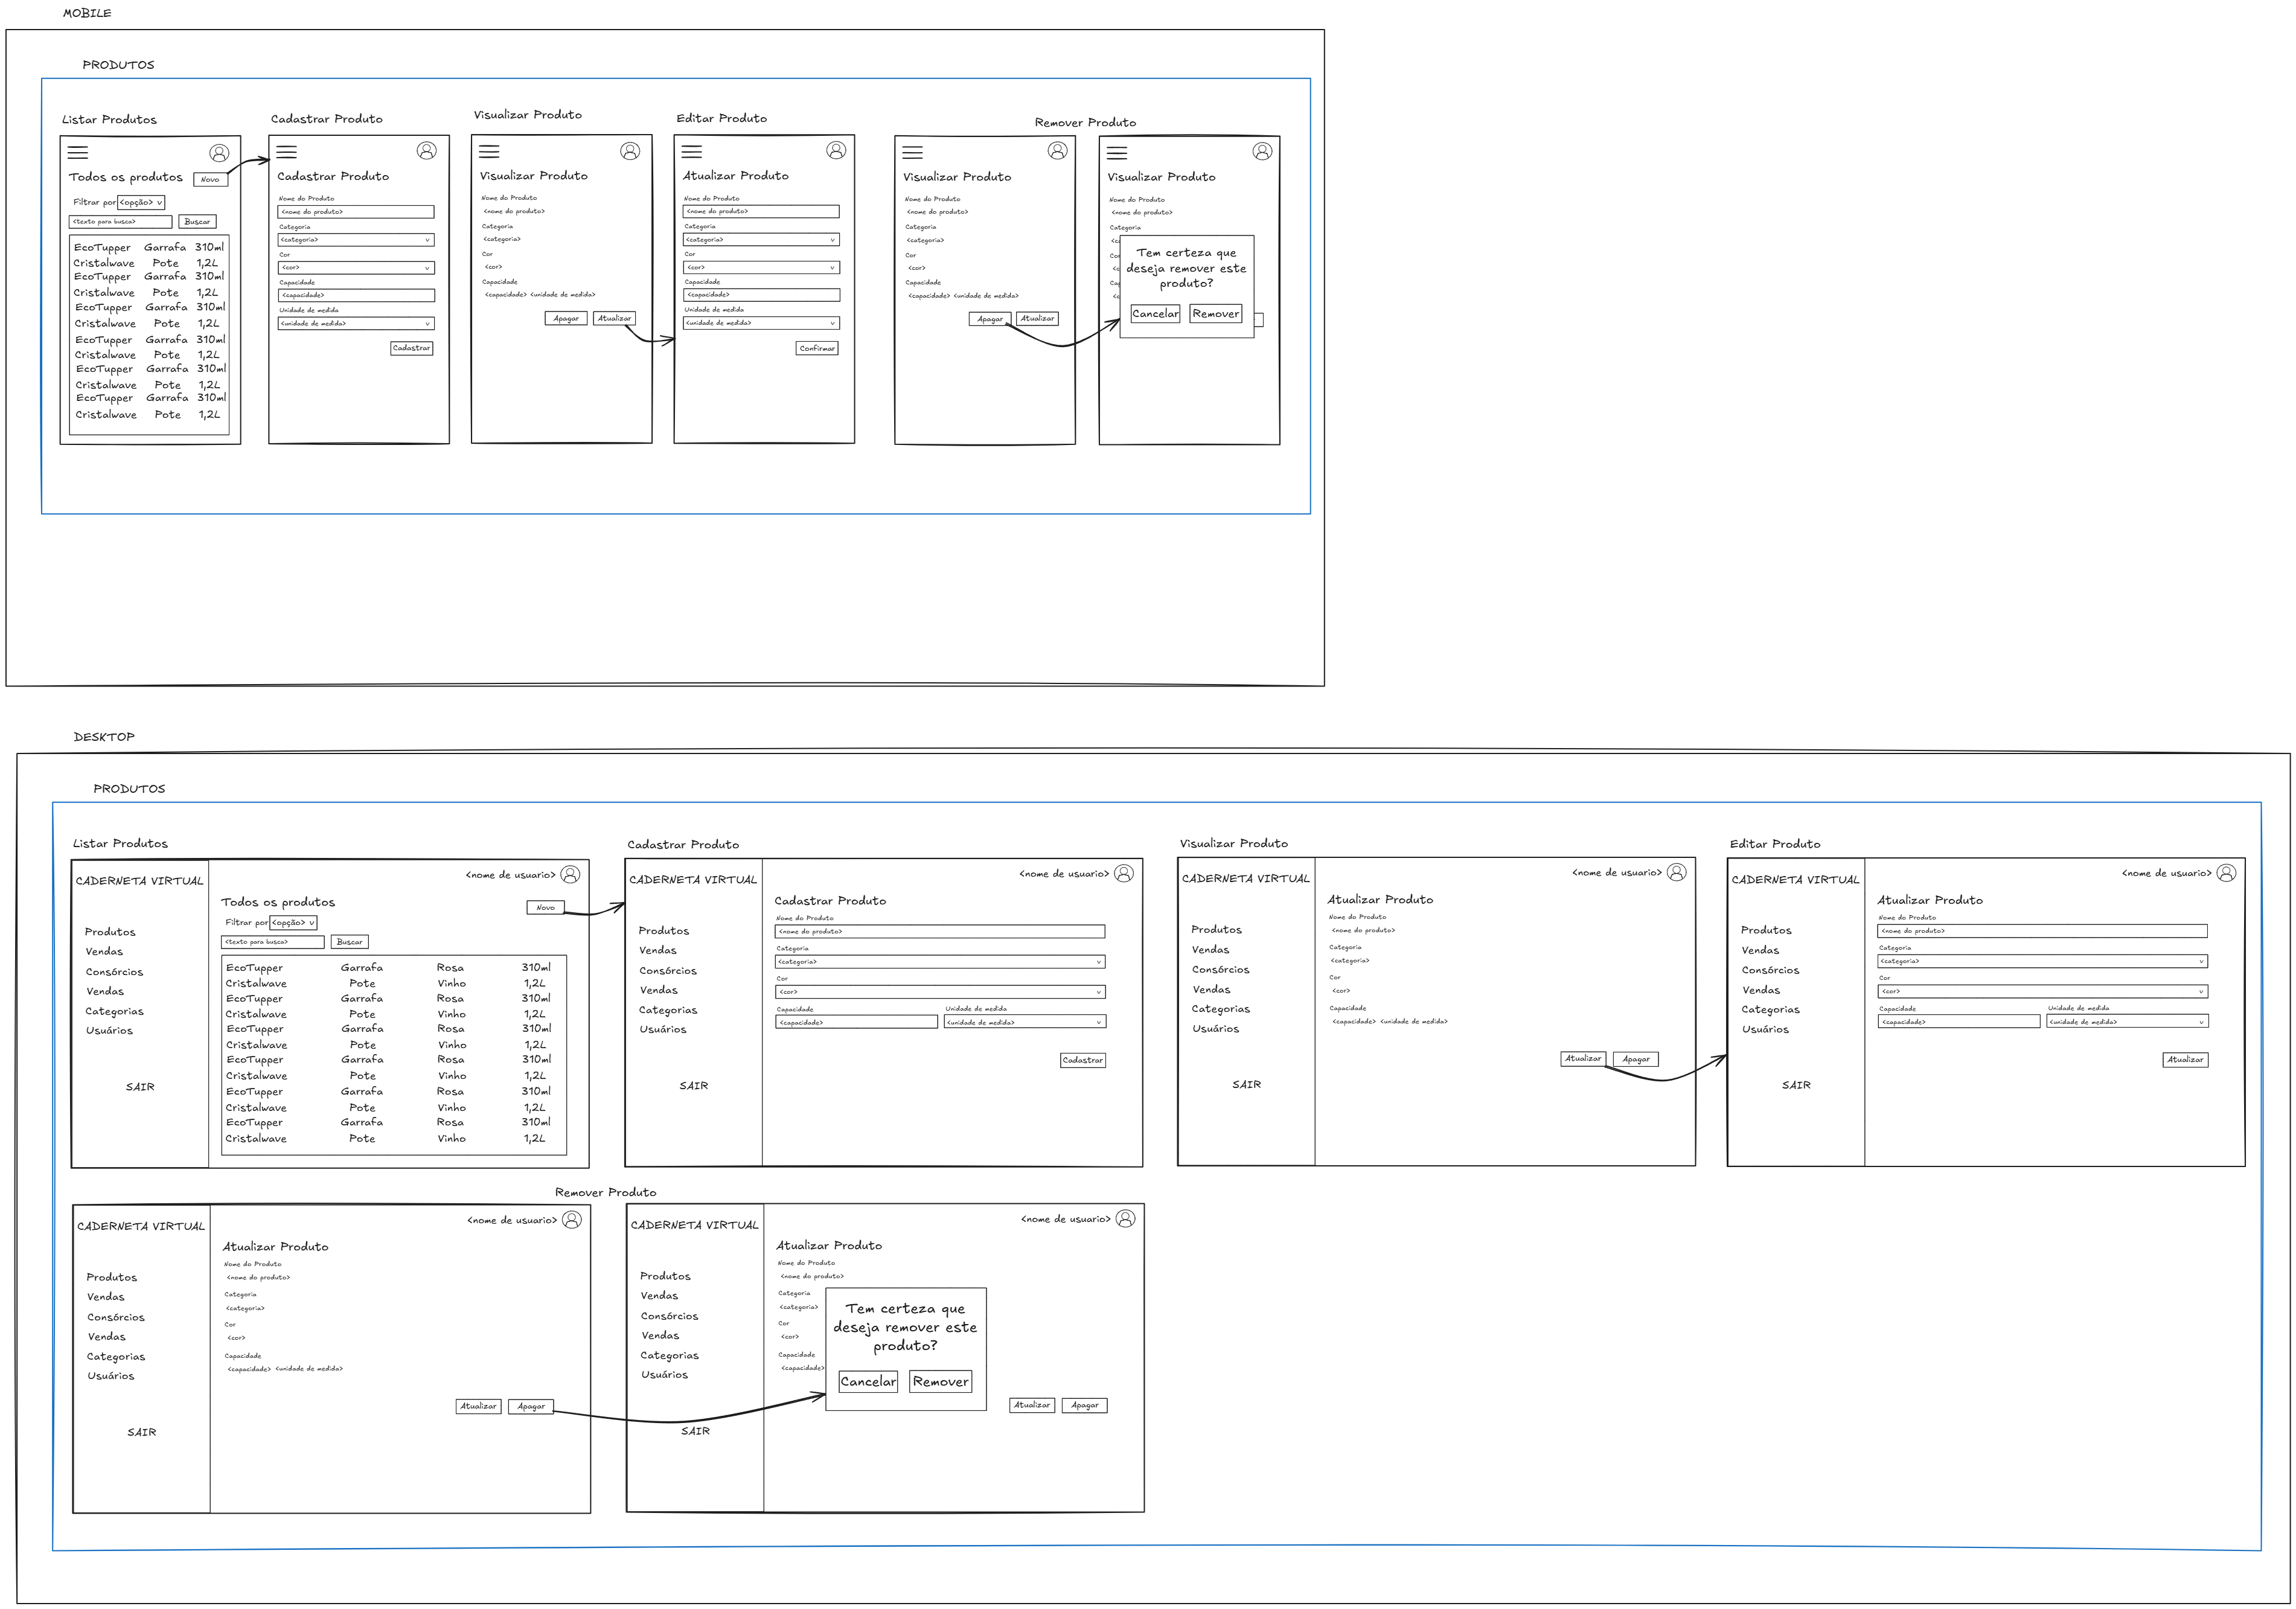 MOBILE
PRODUTOS
Listar Produtos
Todos os produtos
Novo
Filtrar por <opção> v
<texto para busca>
Buscar
EcoTupper Garrafa 310ml
Cristalwave Pote 1,2L
EcoTupper Garrafa 310ml
Cristalwave Pote 1,2L
EcoTupper Garrafa 310ml
Cristalwave Pote 1,2L
EcoTupper Garrafa 310ml
Cristalwave Pote 1,2L
EcoTupper Garrafa 310ml
Cristalwave Pote 1,2L
EcoTupper Garrafa 310ml
Cristalwave Pote 1,2L
Cadastrar Produto
Cadastrar Produto
Nome do Produto
<nome do produto>
Categoria
<categoria> v
Cor
<cor> v
Capacidade
<capacidade>
Unidade de medida
<unidade de medida> v
Cadastrar
Visualizar Produto
Visualizar Produto
Nome do Produto
<nome do produto>
Categoria
<categoria>
Cor
<cor>
Capacidade
<capacidade> <unidade de medida>
Apagar
Atualizar
Editar Produto
Atualizar Produto
Nome do Produto
<nome do produto>
Categoria
<categoria> v
Cor
<cor> v
Capacidade
<capacidade>
Unidade de medida
<unidade de medida> v
Confirmar
Remover Produto
Visualizar Produto
Nome do Produto
<nome do produto>
Categoria
<categoria>
Cor
<cor>
Capacidade
<capacidade> <unidade de medida>
Apagar
Atualizar
Visualizar Produto
Nome do Produto
<nome do produto>
Categoria
Tem certeza que
deseja remover este
produto?
Cancelar
Remover
DESKTOP
PRODUTOS
Listar Produtos
CADERNETA VIRTUAL
Produtos
Vendas
Consórcios
Vendas
Categorias
Usuários
SAIR
<nome de usuario>
Todos os produtos
Novo
Filtrar por <opção> v
<texto para busca>
Buscar
EcoTupper Garrafa Rosa 310ml
Cristalwave Pote Vinho 1,2L
EcoTupper Garrafa Rosa 310ml
Cristalwave Pote Vinho 1,2L
EcoTupper Garrafa Rosa 310ml
Cristalwave Pote Vinho 1,2L
EcoTupper Garrafa Rosa 310ml
Cristalwave Pote Vinho 1,2L
EcoTupper Garrafa Rosa 310ml
Cristalwave Pote Vinho 1,2L
EcoTupper Garrafa Rosa 310ml
Cristalwave Pote Vinho 1,2L
Cadastrar Produto
CADERNETA VIRTUAL
Produtos
Vendas
Consórcios
Vendas
Categorias
Usuários
SAIR
<nome de usuario>
Cadastrar Produto
Nome do Produto
<nome do produto>
Categoria
<categoria> v
Cor
<cor> v
Capacidade
<capacidade>
Unidade de medida
<unidade de medida> v
Cadastrar
Visualizar Produto
CADERNETA VIRTUAL
Produtos
Vendas
Consórcios
Vendas
Categorias
Usuários
SAIR
<nome de usuario>
Atualizar Produto
Nome do Produto
<nome do produto>
Categoria
<categoria>
Cor
<cor>
Capacidade
<capacidade> <unidade de medida>
Atualizar
Apagar
Editar Produto
CADERNETA VIRTUAL
Produtos
Vendas
Consórcios
Vendas
Categorias
Usuários
SAIR
<nome de usuario>
Atualizar Produto
Nome do Produto
<nome do produto>
Categoria
<categoria> v
Cor
<cor> v
Capacidade
<capacidade>
Unidade de medida
<unidade de medida> v
Atualizar
Remover Produto
CADERNETA VIRTUAL
Produtos
Vendas
Consórcios
Vendas
Categorias
Usuários
SAIR
<nome de usuario>
Atualizar Produto
Nome do Produto
<nome do produto>
Categoria
<categoria>
Cor
<cor>
Capacidade
<capacidade> <unidade de medida>
Atualizar
Apagar
CADERNETA VIRTUAL
Produtos
Vendas
Consórcios
Vendas
Categorias
Usuários
SAIR
<nome de usuario>
Atualizar Produto
Nome do Produto
<nome do produto>
Categoria
<categoria>
Cor
<cor>
Capacidade
<capacidade>
Tem certeza que
deseja remover este
produto?
Cancelar
Remover
Atualizar
Apagar